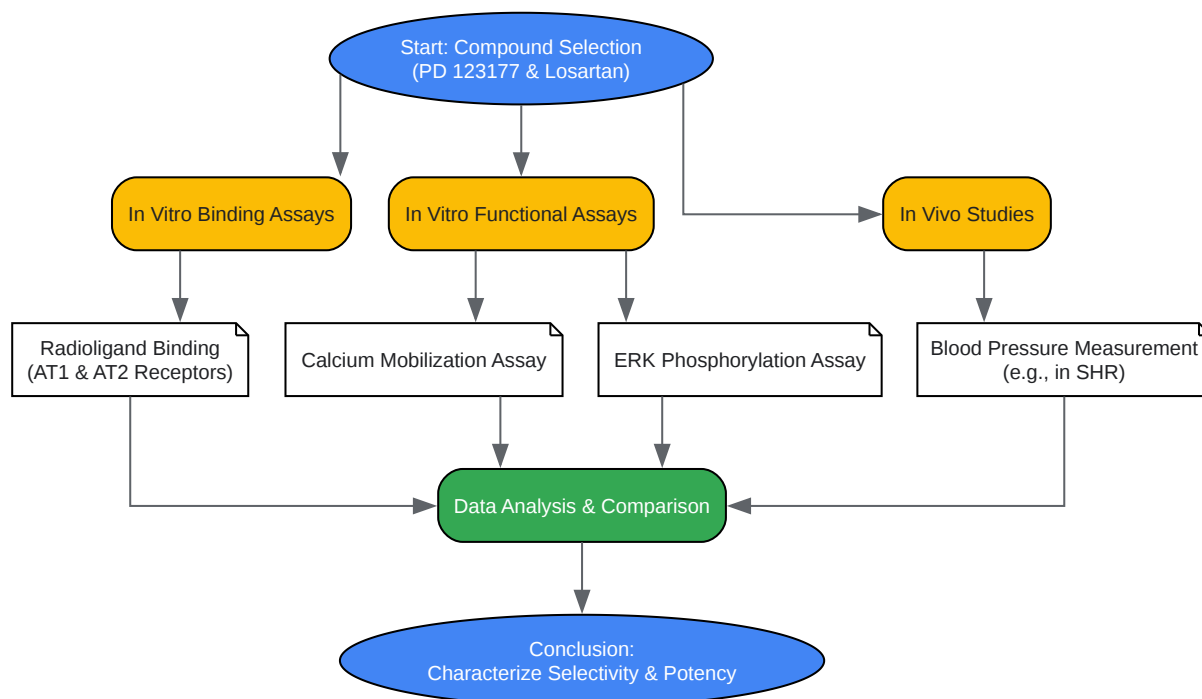 Start: Compound Selection
(PD 123177 & Losartan)
In Vitro Binding Assays
In Vitro Functional Assays
In Vivo Studies
Radioligand Binding
(AT1 & AT2 Receptors)
Calcium Mobilization Assay
ERK Phosphorylation Assay
Blood Pressure Measurement
(e.g., in SHR)
Data Analysis & Comparison
Conclusion:
Characterize Selectivity & Potency